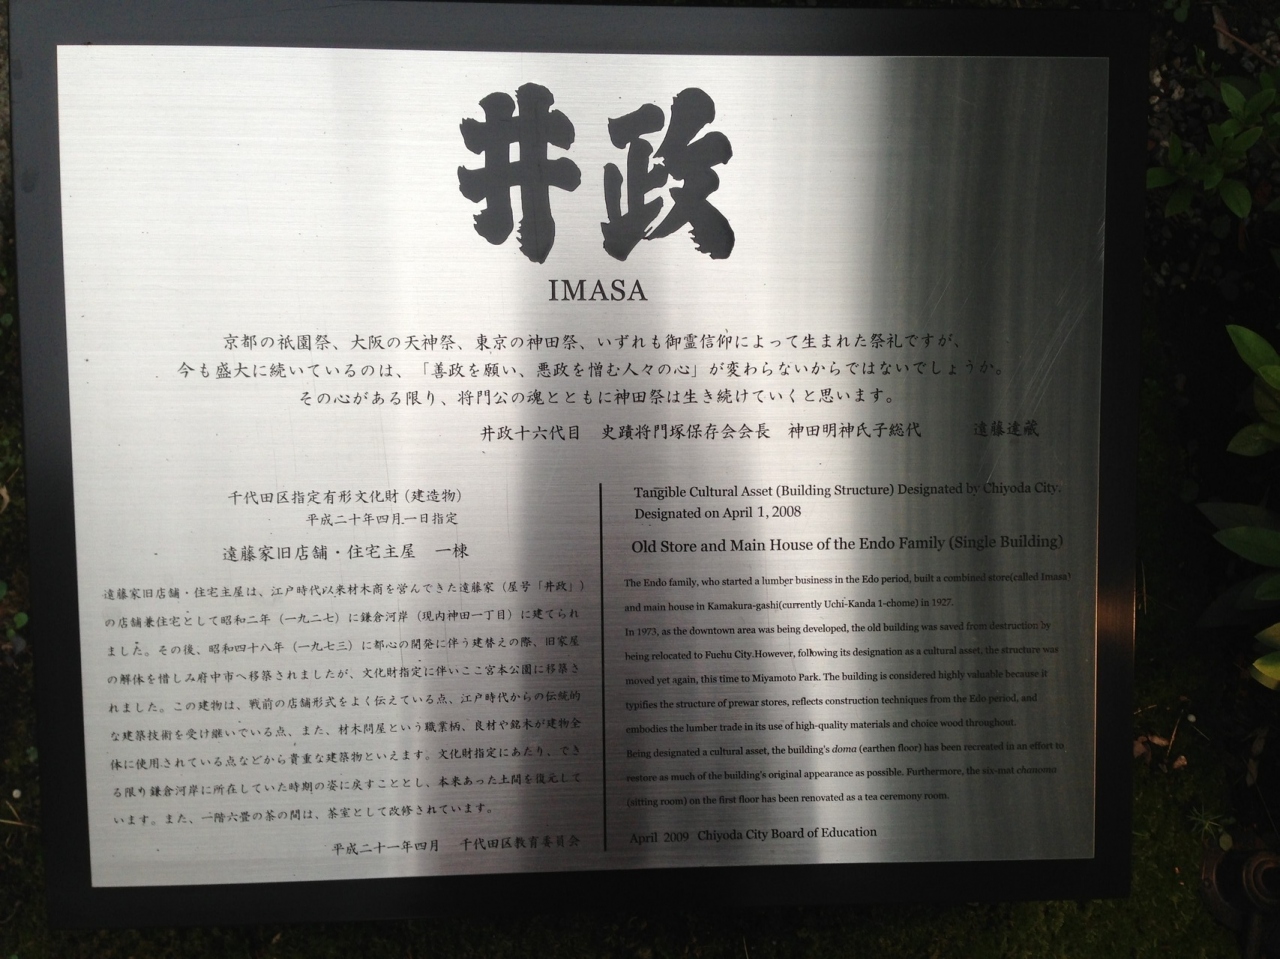 井政
IMASA
京都の祇園祭、大阪の天神祭、東京の神田祭、いずれも御霊信仰によって生まれた祭礼ですが、
今も盛大に続いているのは、「善政を願い、悪政を憎む人々の心」が変わらないからではないでしょうか。
その心がある限り、将門公の魂とともに神田祭は生き続けていくと思います。
井政十六代目　史蹟将門塚保存会会長　神田明神氏子総代　遠藤達蔵
千代田区指定有形文化財（建造物）
平成二十年四月一日指定
遠藤家旧店舗・住宅主屋　一棟
遠藤家旧店舗・住宅主屋は、江戸時代以来材木商を営んできた遠藤家（屋号「井政」）
の店舗兼住宅として昭和二年（一九二七）に鎌倉河岸（現内神田一丁目）に建てられ
ました。その後、昭和四十八年（一九七三）に都心の開発に伴う建替えの際、旧家屋
の解体を惜しみ府中市へ移築されましたが、文化財指定に伴いここ宮本公園に移築さ
れました。この建物は、戦前の店舗形式をよく伝えている点、江戸時代からの伝統的
な建築技術を受け継いでいる点、また、材木問屋という職業柄、良材や銘木が建物全
体に使用されている点などから貴重な建築物といえます。文化財指定にあたり、でき
る限り鎌倉河岸に所在していた時期の姿に戻すこととし、本来あった土間を復元して
います。また、一階六畳の茶の間は、茶室として改修されています。
平成二十一年四月　千代田区教育委員会
Tangible Cultural Asset (Building Structure) Designated by Chiyoda City.
Designated on April 1, 2008
Old Store and Main House of the Endo Family (Single Building)
The Endo family, who started a lumber business in the Edo period, built a combined store(called Imasa)
and main house in Kamakura-gashi(currently Uchi-Kanda 1-chome) in 1927.
In 1973, as the downtown area was being developed, the old building was saved from destruction by
being relocated to Fuchu City.However, following its designation as a cultural asset, the structure was
moved yet again, this time to Miyamoto Park. The building is considered highly valuable because it
typifies the structure of prewar stores, reflects construction techniques from the Edo period, and
embodies the lumber trade in its use of high-quality materials and choice wood throughout.
Being designated a cultural asset, the building's doma (earthen floor) has been recreated in an effort to
restore as much of the building's original appearance as possible. Furthermore, the six-mat chanoma
(sitting room) on the first floor has been renovated as a tea ceremony room.
April 2009 Chiyoda City Board of Education